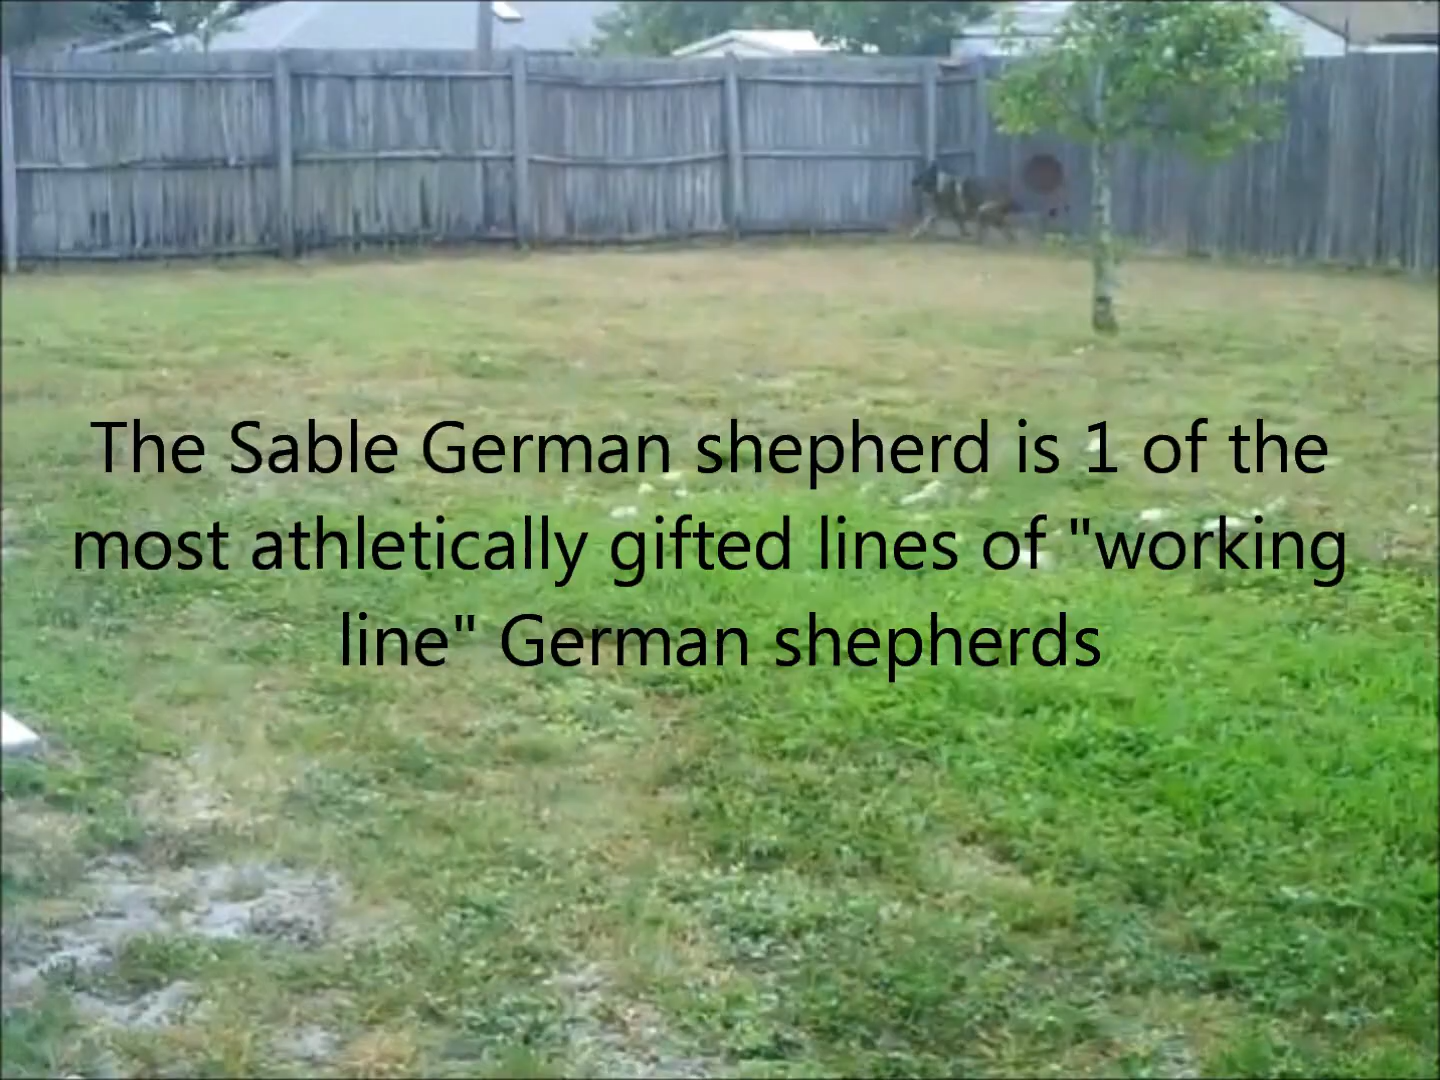 The Sable German shepherd is 1 of the
most athletically gifted lines of "working
line" German shepherds